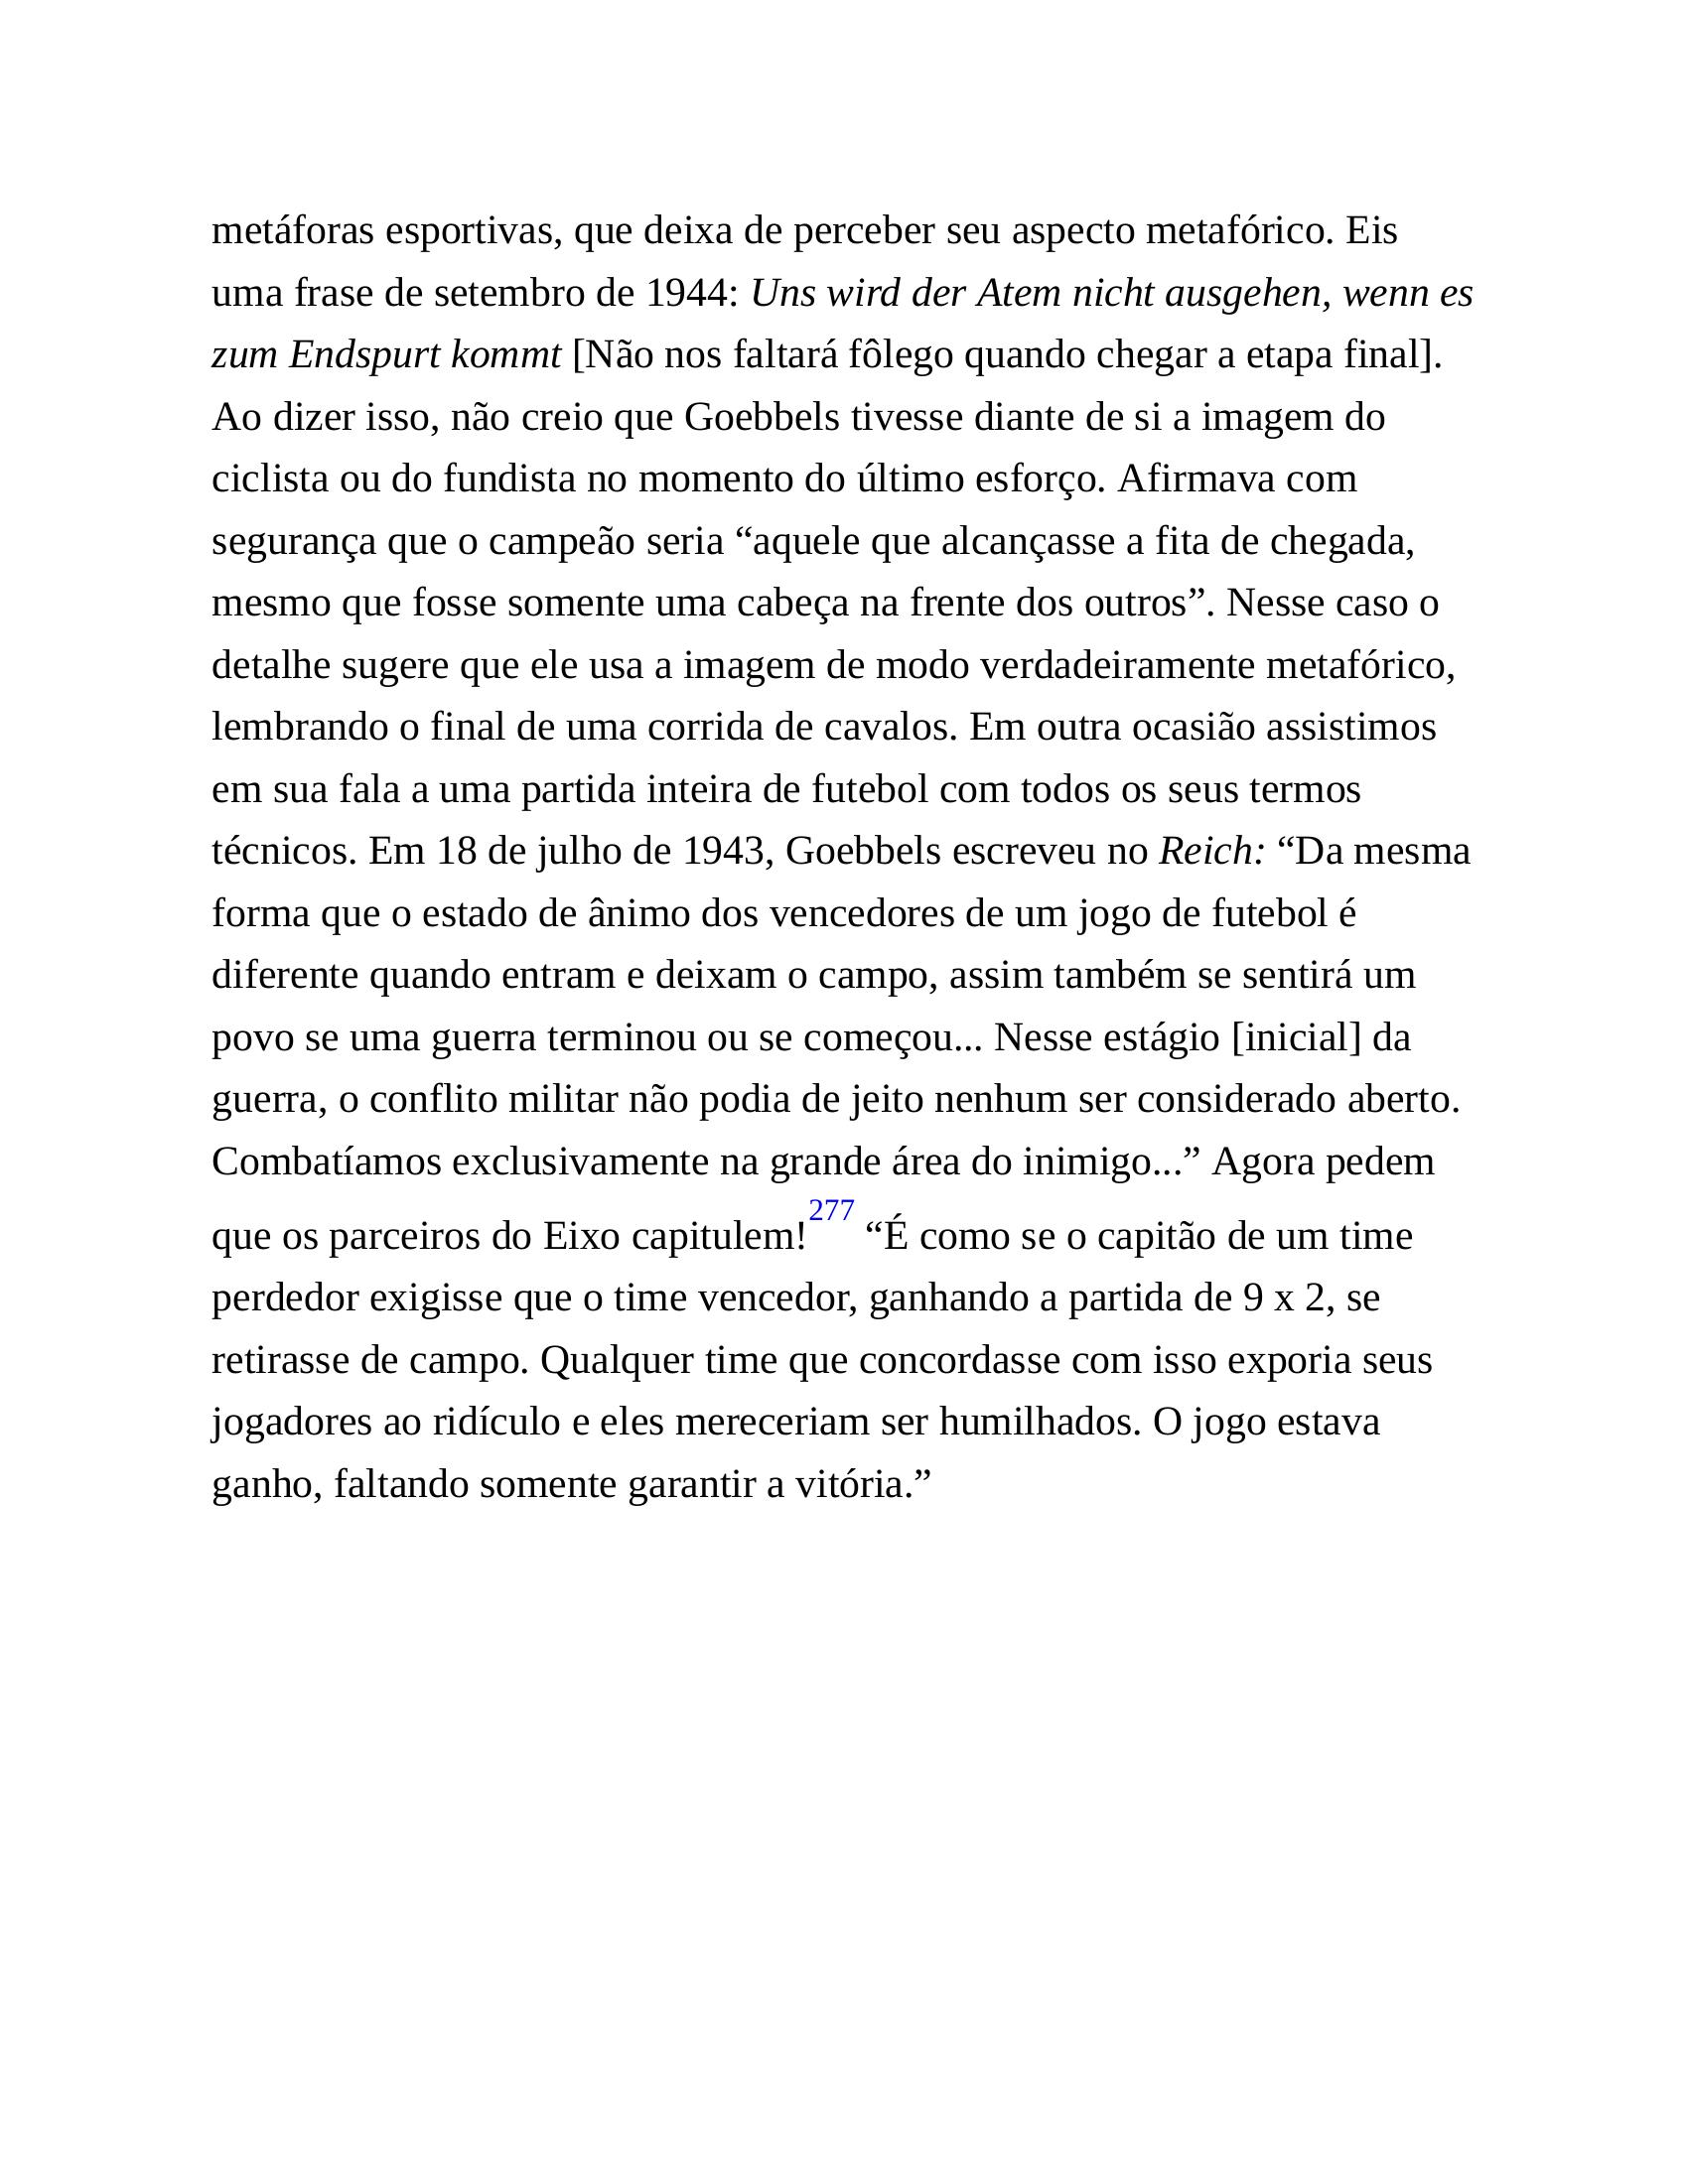 metáforas esportivas, que deixa de perceber seu aspecto metafórico. Eis
uma frase de setembro de 1944: Uns wird der Atem nicht ausgehen, wenn es
zum Endspurt kommt [Não nos faltará fôlego quando chegar a etapa final].
Ao dizer isso, não creio que Goebbels tivesse diante de si a imagem do
ciclista ou do fundista no momento do último esforço. Afirmava com
segurança que o campeão seria “aquele que alcançasse a fita de chegada,
mesmo que fosse somente uma cabeça na frente dos outros”. Nesse caso o
detalhe sugere que ele usa a imagem de modo verdadeiramente metafórico,
lembrando o final de uma corrida de cavalos. Em outra ocasião assistimos
em sua fala a uma partida inteira de futebol com todos os seus termos
técnicos. Em 18 de julho de 1943, Goebbels escreveu no Reich: “Da mesma
forma que o estado de ânimo dos vencedores de um jogo de futebol é
diferente quando entram e deixam o campo, assim também se sentirá um
povo se uma guerra terminou ou se começou... Nesse estágio [inicial] da
guerra, o conflito militar não podia de jeito nenhum ser considerado aberto.
Combatíamos exclusivamente na grande área do inimigo...” Agora pedem
que os parceiros do Eixo capitulem!277 “É como se o capitão de um time
perdedor exigisse que o time vencedor, ganhando a partida de 9 x 2, se
retirasse de campo. Qualquer time que concordasse com isso exporia seus
jogadores ao ridículo e eles mereceriam ser humilhados. O jogo estava
ganho, faltando somente garantir a vitória.”